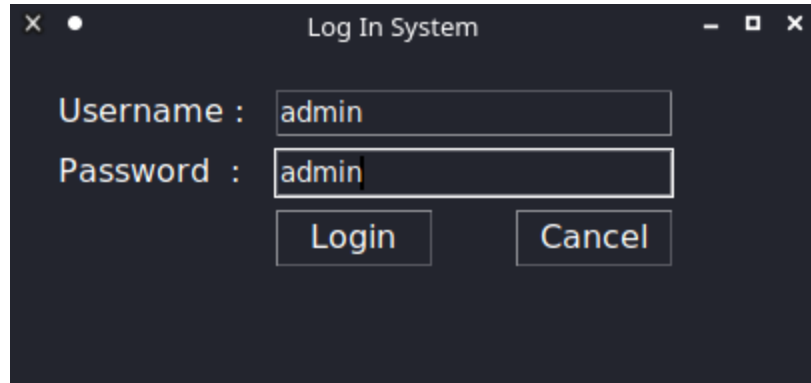 Log In System
Username : admin
Password : admin
Login Cancel